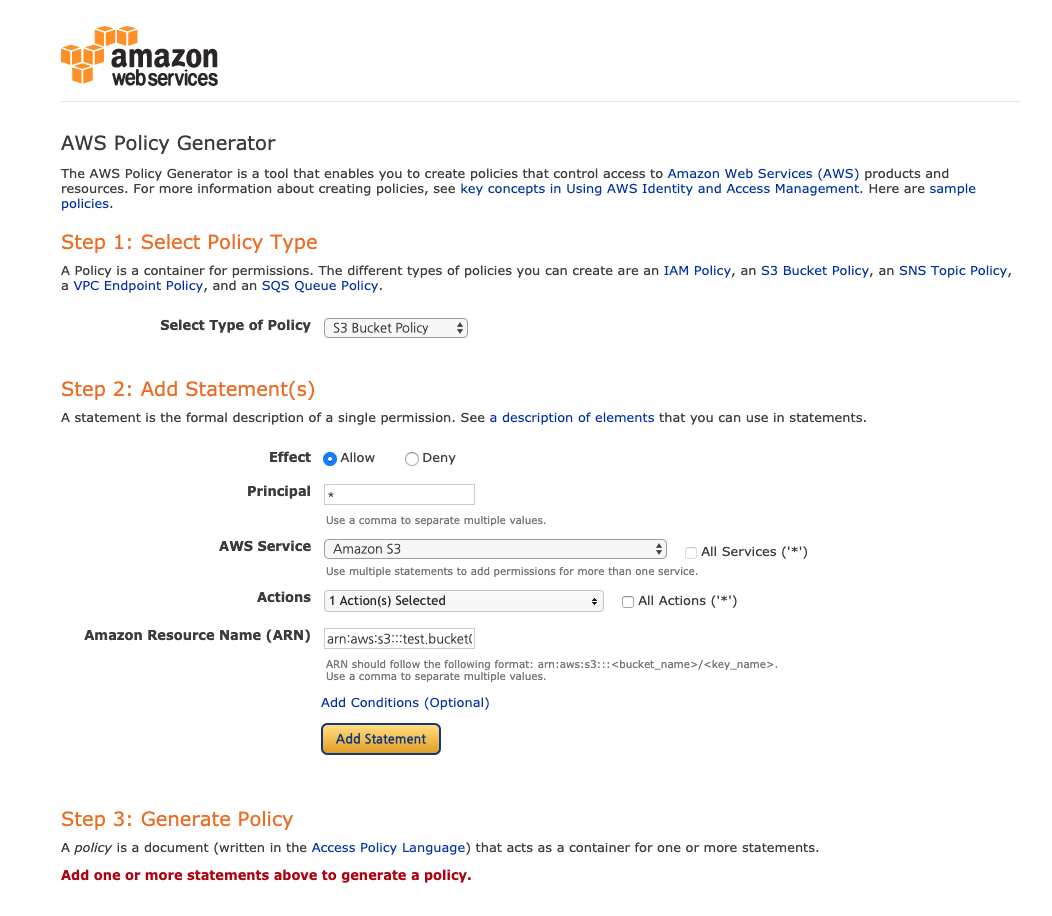 amazon
web services
AWS Policy Generator
The AWS Policy Generator is a tool that enables you to create policies that control access to Amazon Web Services (AWS) products and
resources. For more information about creating policies, see key concepts in Using AWS Identity and Access Management. Here are sample
policies.
Step 1: Select Policy Type
A Policy is a container for permissions. The different types of policies you can create are an IAM Policy, an S3 Bucket Policy, an SNS Topic Policy,
a VPC Endpoint Policy, and an SQS Queue Policy.
Select Type of Policy S3 Bucket Policy
Step 2: Add Statement(s)
A statement is the formal description of a single permission. See a description of elements that you can use in statements.
Effect Allow Deny
Principal *
Use a comma to separate multiple values.
AWS Service Amazon S3 All Services ('*')
Use multiple statements to add permissions for more than one service.
Actions 1 Action(s) Selected All Actions ('*')
Amazon Resource Name (ARN) arn:aws:s3:::test.bucket
ARN should follow the following format: arn:aws:s3:::<bucket_name>/<key_name>.
Use a comma to separate multiple values.
Add Conditions (Optional)
Add Statement
Step 3: Generate Policy
A policy is a document (written in the Access Policy Language) that acts as a container for one or more statements.
Add one or more statements above to generate a policy.